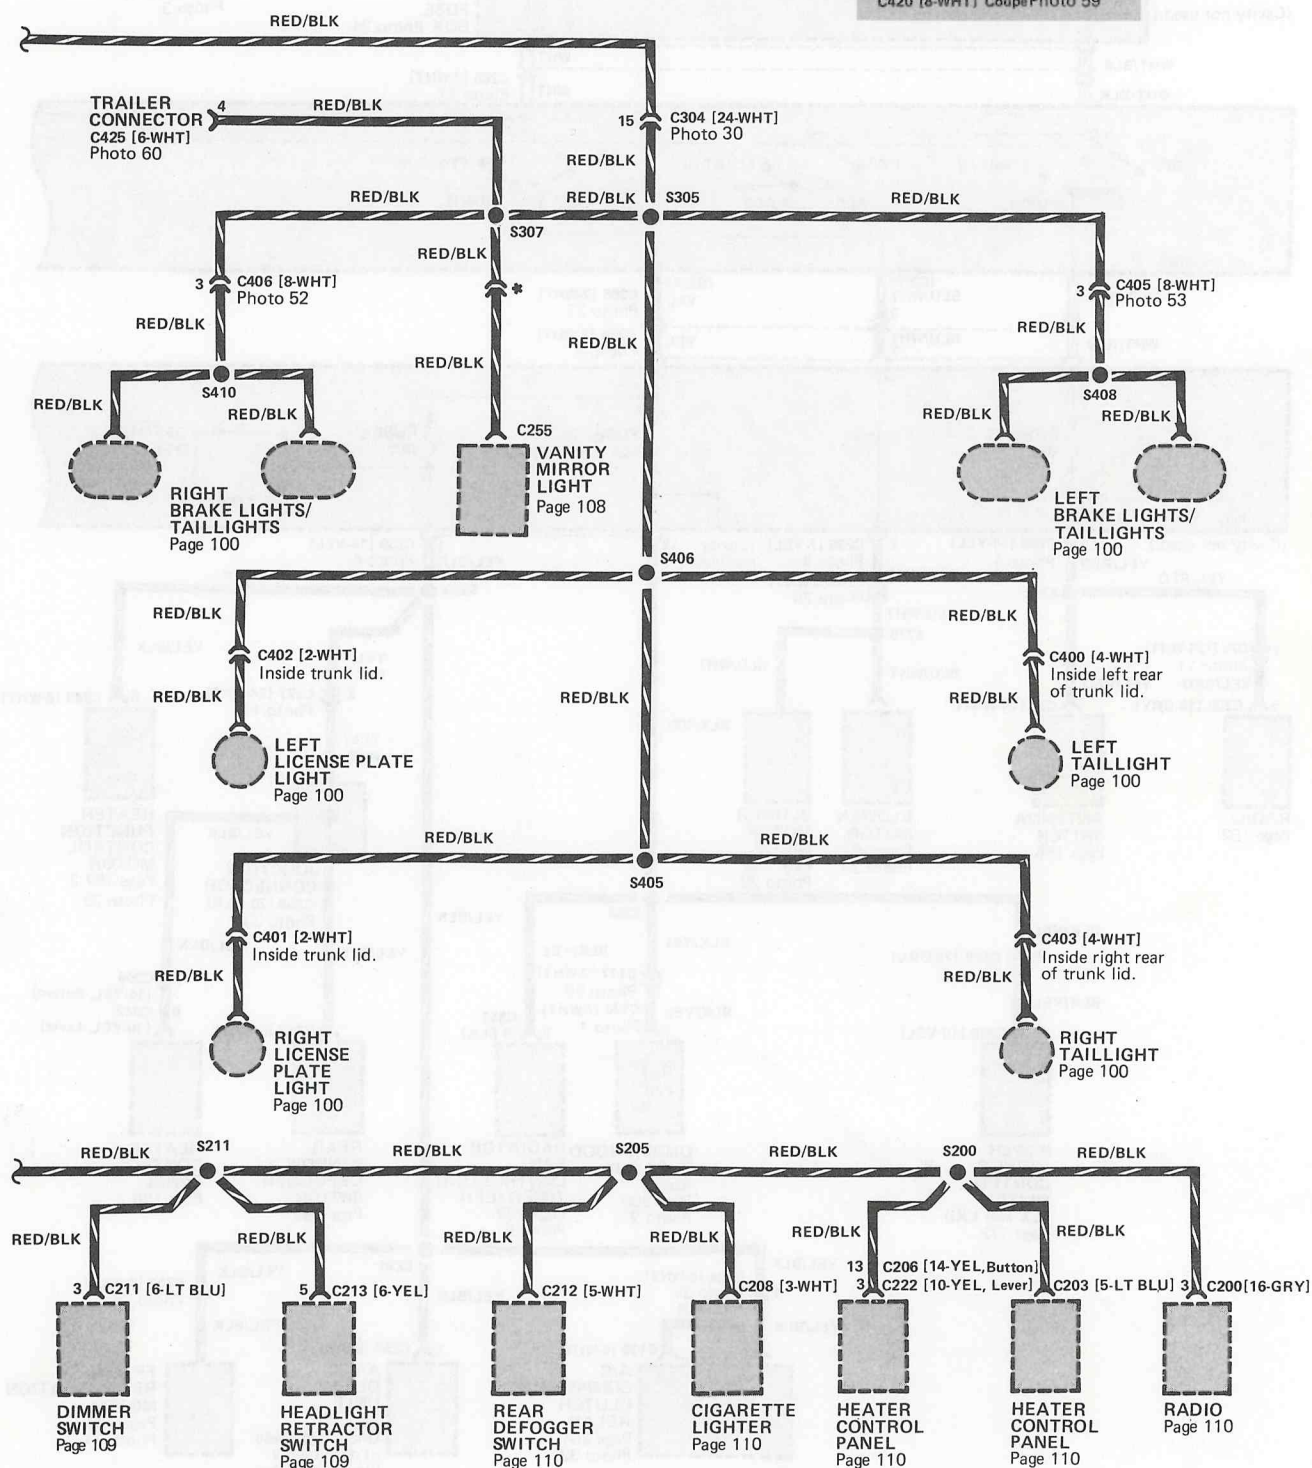 C420 [8-WHT] Coupe Photo 59
RED/BLK
TRAILER
CONNECTOR
C425 [6-WHT]
Photo 60
4
RED/BLK
15
C304 [24-WHT]
Photo 30
RED/BLK
RED/BLK
RED/BLK
S305
RED/BLK
S307
RED/BLK
3
C406 [8-WHT]
Photo 52
*
3
C405 [8-WHT]
Photo 53
RED/BLK
RED/BLK
RED/BLK
RED/BLK
S410
S408
RED/BLK
RED/BLK
RED/BLK
RED/BLK
C255
VANITY
MIRROR
LIGHT
Page 108
RIGHT
BRAKE LIGHTS/
TAILLIGHTS
Page 100
LEFT
BRAKE LIGHTS/
TAILLIGHTS
Page 100
S406
RED/BLK
RED/BLK
C402 [2-WHT]
Inside trunk lid.
C400 [4-WHT]
Inside left rear
of trunk lid.
RED/BLK
RED/BLK
RED/BLK
LEFT
LICENSE PLATE
LIGHT
Page 100
LEFT
TAILLIGHT
Page 100
RED/BLK
RED/BLK
S405
C401 [2-WHT]
Inside trunk lid.
C403 [4-WHT]
Inside right rear
of trunk lid.
RED/BLK
RED/BLK
RIGHT
LICENSE
PLATE
LIGHT
Page 100
RIGHT
TAILLIGHT
Page 100
RED/BLK
S211
RED/BLK
S205
RED/BLK
S200
RED/BLK
RED/BLK
RED/BLK
RED/BLK
RED/BLK
RED/BLK
RED/BLK
3
C211 [6-LT BLU]
5
C213 [6-YEL]
C212 [5-WHT]
C208 [3-WHT]
13
C206 [14-YEL, Button]
3
C222 [10-YEL, Lever]
C203 [5-LT BLU]
3
C200 [16-GRY]
DIMMER
SWITCH
Page 109
HEADLIGHT
RETRACTOR
SWITCH
Page 109
REAR
DEFOGGER
SWITCH
Page 110
CIGARETTE
LIGHTER
Page 110
HEATER
CONTROL
PANEL
Page 110
HEATER
CONTROL
PANEL
Page 110
RADIO
Page 110